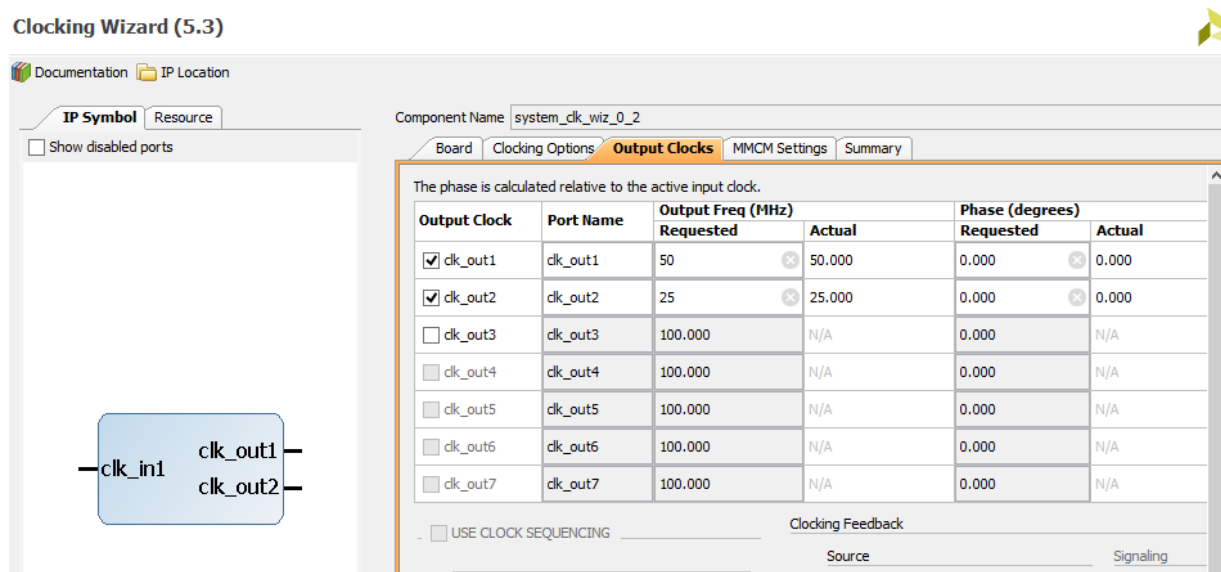 Clocking Wizard (5.3)
Documentation IP Location
IP Symbol Resource
Show disabled ports
clk_in1
clk_out1
clk_out2
Component Name system_clk_wiz_0_2
Board Clocking Options Output Clocks MMCM Settings Summary
The phase is calculated relative to the active input clock.
Output Clock Port Name Output Freq (MHz) Phase (degrees)
Requested Actual Requested Actual
clk_out1 clk_out1 50 50.000 0.000 0.000
clk_out2 clk_out2 25 25.000 0.000 0.000
clk_out3 clk_out3 100.000 N/A 0.000 N/A
clk_out4 clk_out4 100.000 N/A 0.000 N/A
clk_out5 clk_out5 100.000 N/A 0.000 N/A
clk_out6 clk_out6 100.000 N/A 0.000 N/A
clk_out7 clk_out7 100.000 N/A 0.000 N/A
USE CLOCK SEQUENCING Clocking Feedback
Source Signaling